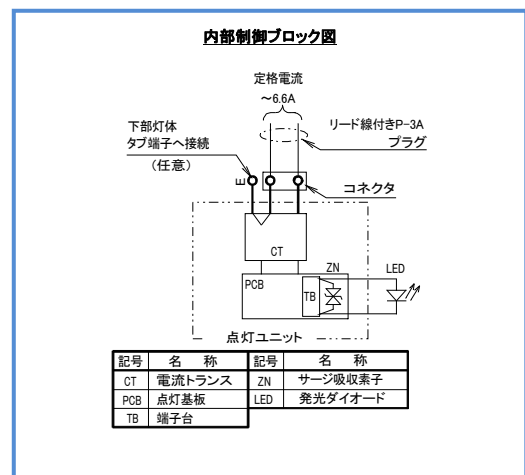 内部制御ブロック図
定格電流
～6.6A
下部灯体
タブ端子へ接続
(任意)
リード線付きP-3A
プラグ
E
コネクタ
CT
ZN
LED
PCB
TB
点灯ユニット
記号 名 称 記号 名 称
CT 電流トランス ZN サージ吸収素子
PCB 点灯基板 LED 発光ダイオード
TB 端子台